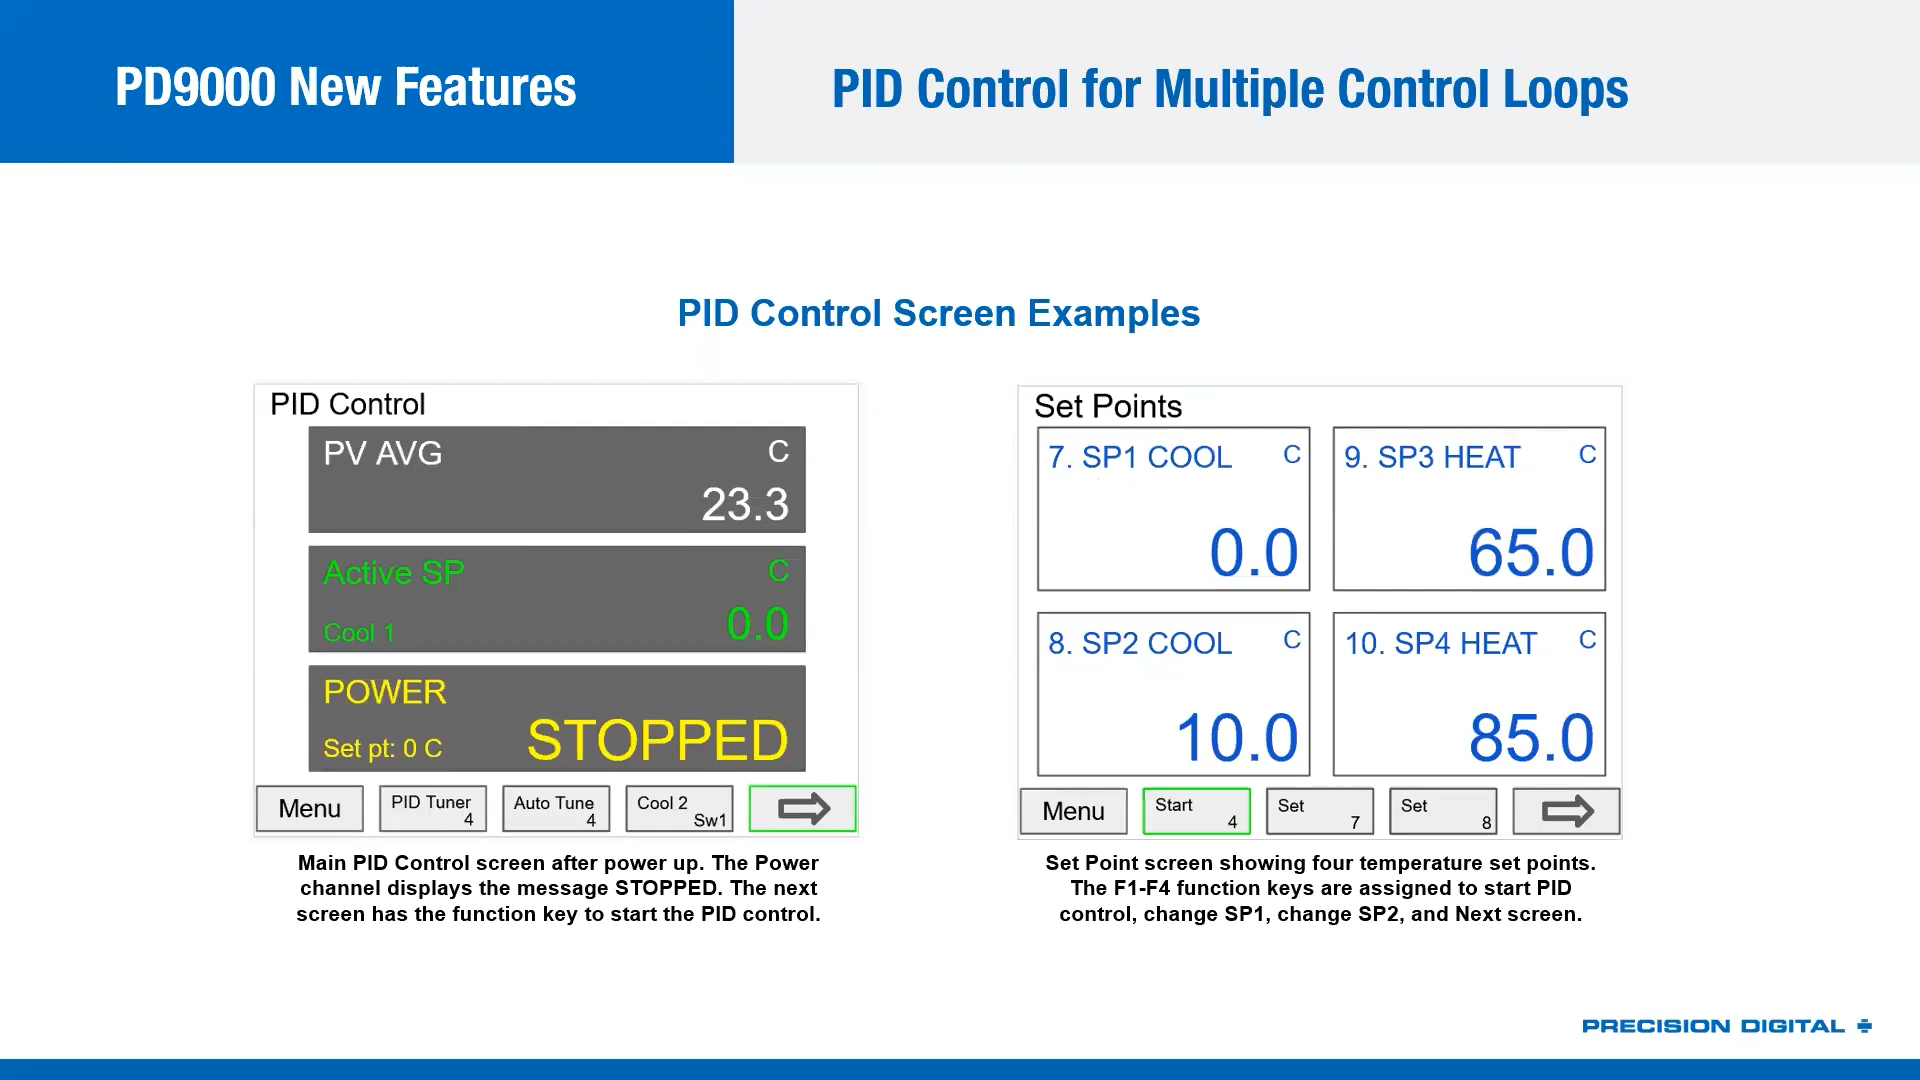 PD9000 New Features
PID Control for Multiple Control Loops
PID Control Screen Examples
PID Control
PV AVG C
23.3
Active SP C
Cool 1 0.0
POWER
Set pt: 0 C STOPPED
Menu
PID Tuner
4
Auto Tune
4
Cool 2
Sw1
Main PID Control screen after power up. The Power
channel displays the message STOPPED. The next
screen has the function key to start the PID control.
Set Points
7. SP1 COOL C
0.0
9. SP3 HEAT C
65.0
8. SP2 COOL C
10.0
10. SP4 HEAT C
85.0
Menu
Start
4
Set
7
Set
8
Set Point screen showing four temperature set points.
The F1-F4 function keys are assigned to start PID
control, change SP1, change SP2, and Next screen.
PRECISION DIGITAL